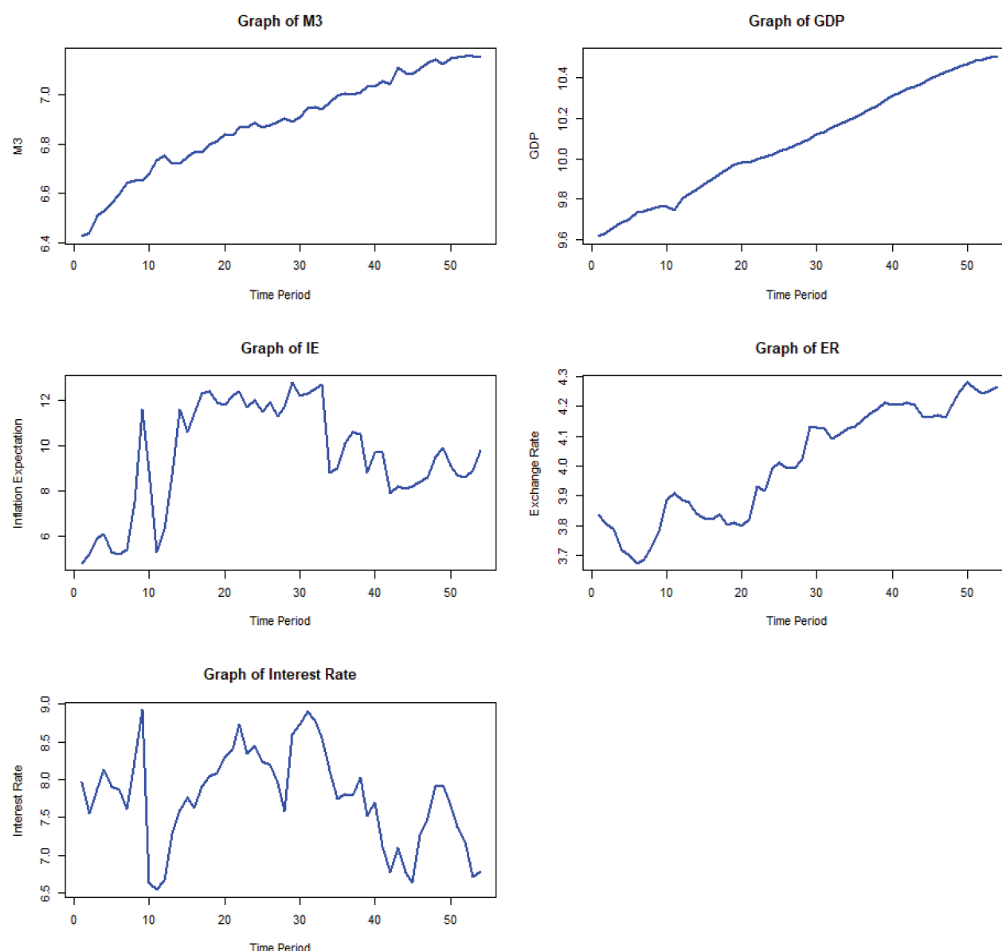 Graph of M3
M3
7.0
6.8
6.6
6.4
0 10 20 30 40 50
Time Period
Graph of GDP
GDP
10.4
10.2
10.0
9.8
9.6
0 10 20 30 40 50
Time Period
Graph of IE
Inflation Expectation
12
10
8
6
0 10 20 30 40 50
Time Period
Graph of ER
Exchange Rate
4.3
4.2
4.1
4.0
3.9
3.8
3.7
0 10 20 30 40 50
Time Period
Graph of Interest Rate
Interest Rate
9.0
8.5
8.0
7.5
7.0
6.5
0 10 20 30 40 50
Time Period